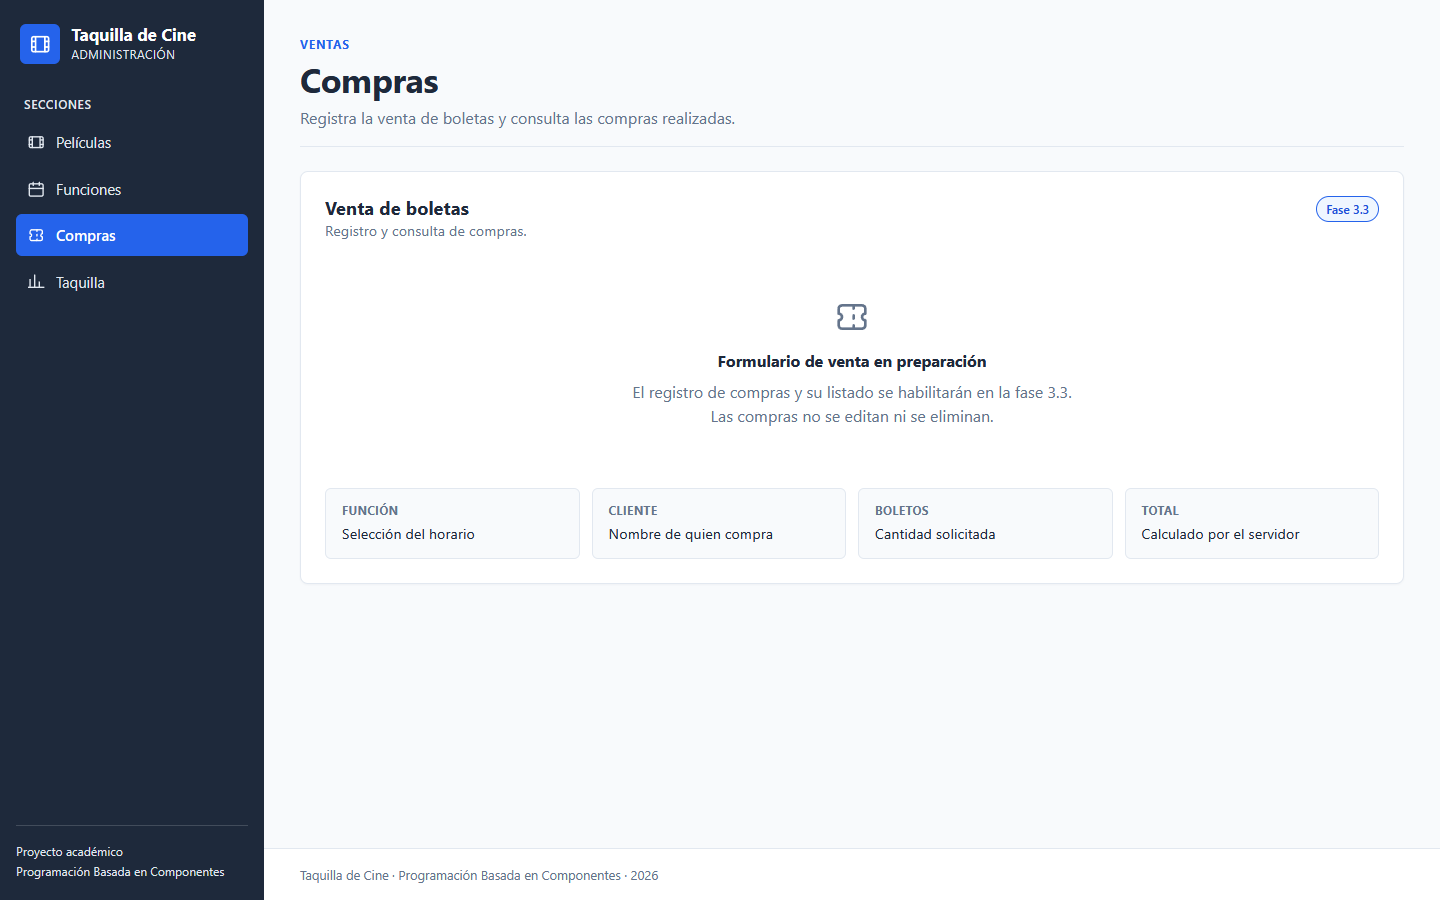 Taquilla de Cine
ADMINISTRACIÓN
SECCIONES
Películas
Funciones
Compras
Taquilla
Proyecto académico
Programación Basada en Componentes
VENTAS
Compras
Registra la venta de boletas y consulta las compras realizadas.
Venta de boletas
Fase 3.3
Registro y consulta de compras.
Formulario de venta en preparación
El registro de compras y su listado se habilitarán en la fase 3.3.
Las compras no se editan ni se eliminan.
FUNCIÓN
Selección del horario
CLIENTE
Nombre de quien compra
BOLETOS
Cantidad solicitada
TOTAL
Calculado por el servidor
Taquilla de Cine · Programación Basada en Componentes · 2026